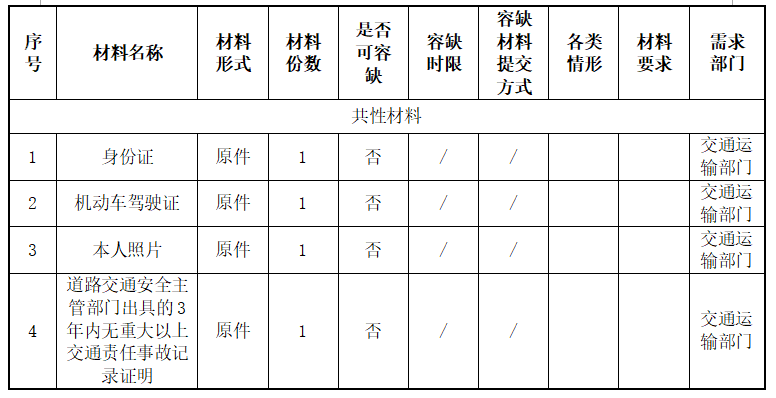 序号 材料名称 材料形式 材料份数 是否可容缺 容缺时限 容缺材料提交方式 各类情形 材料要求 需求部门
共性材料
1 身份证 原件 1 否 / / 交通运输部门
2 机动车驾驶证 原件 1 否 / / 交通运输部门
3 本人照片 原件 1 否 / / 交通运输部门
4 道路交通安全主管部门出具的3年内无重大以上交通责任事故记录证明 原件 1 否 / / 交通运输部门